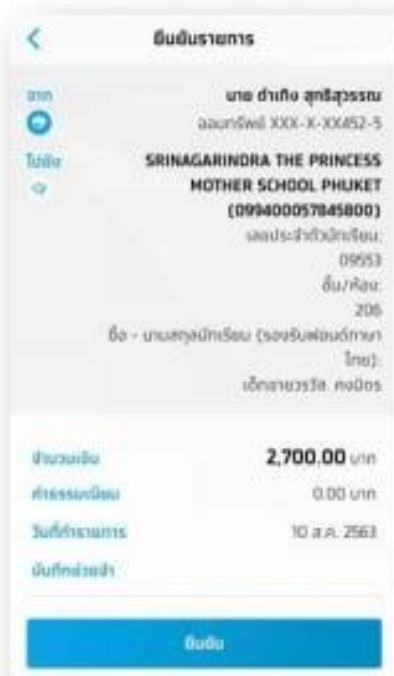 ยืนยันรายการ
จาก
นาย ดำเกิง สุทธิสุวรรณ
ออมทรัพย์ XXX-X-XX452-5
ไปยัง
SRINAGARINDRA THE PRINCESS
MOTHER SCHOOL PHUKET
(099400057845800)
เลขประจำตัวนักเรียน:
09553
ชั้น/ห้อง:
206
ชื่อ - นามสกุลนักเรียน (รองรับฟอนต์ภาษา
ไทย):
เด็กชายวรวิช คงมิตร
จำนวนเงิน
2,700.00 บาท
ค่าธรรมเนียม
0.00 บาท
วันที่ทำรายการ
10 ส.ค. 2563
บันทึกช่วยจำ
ยืนยัน